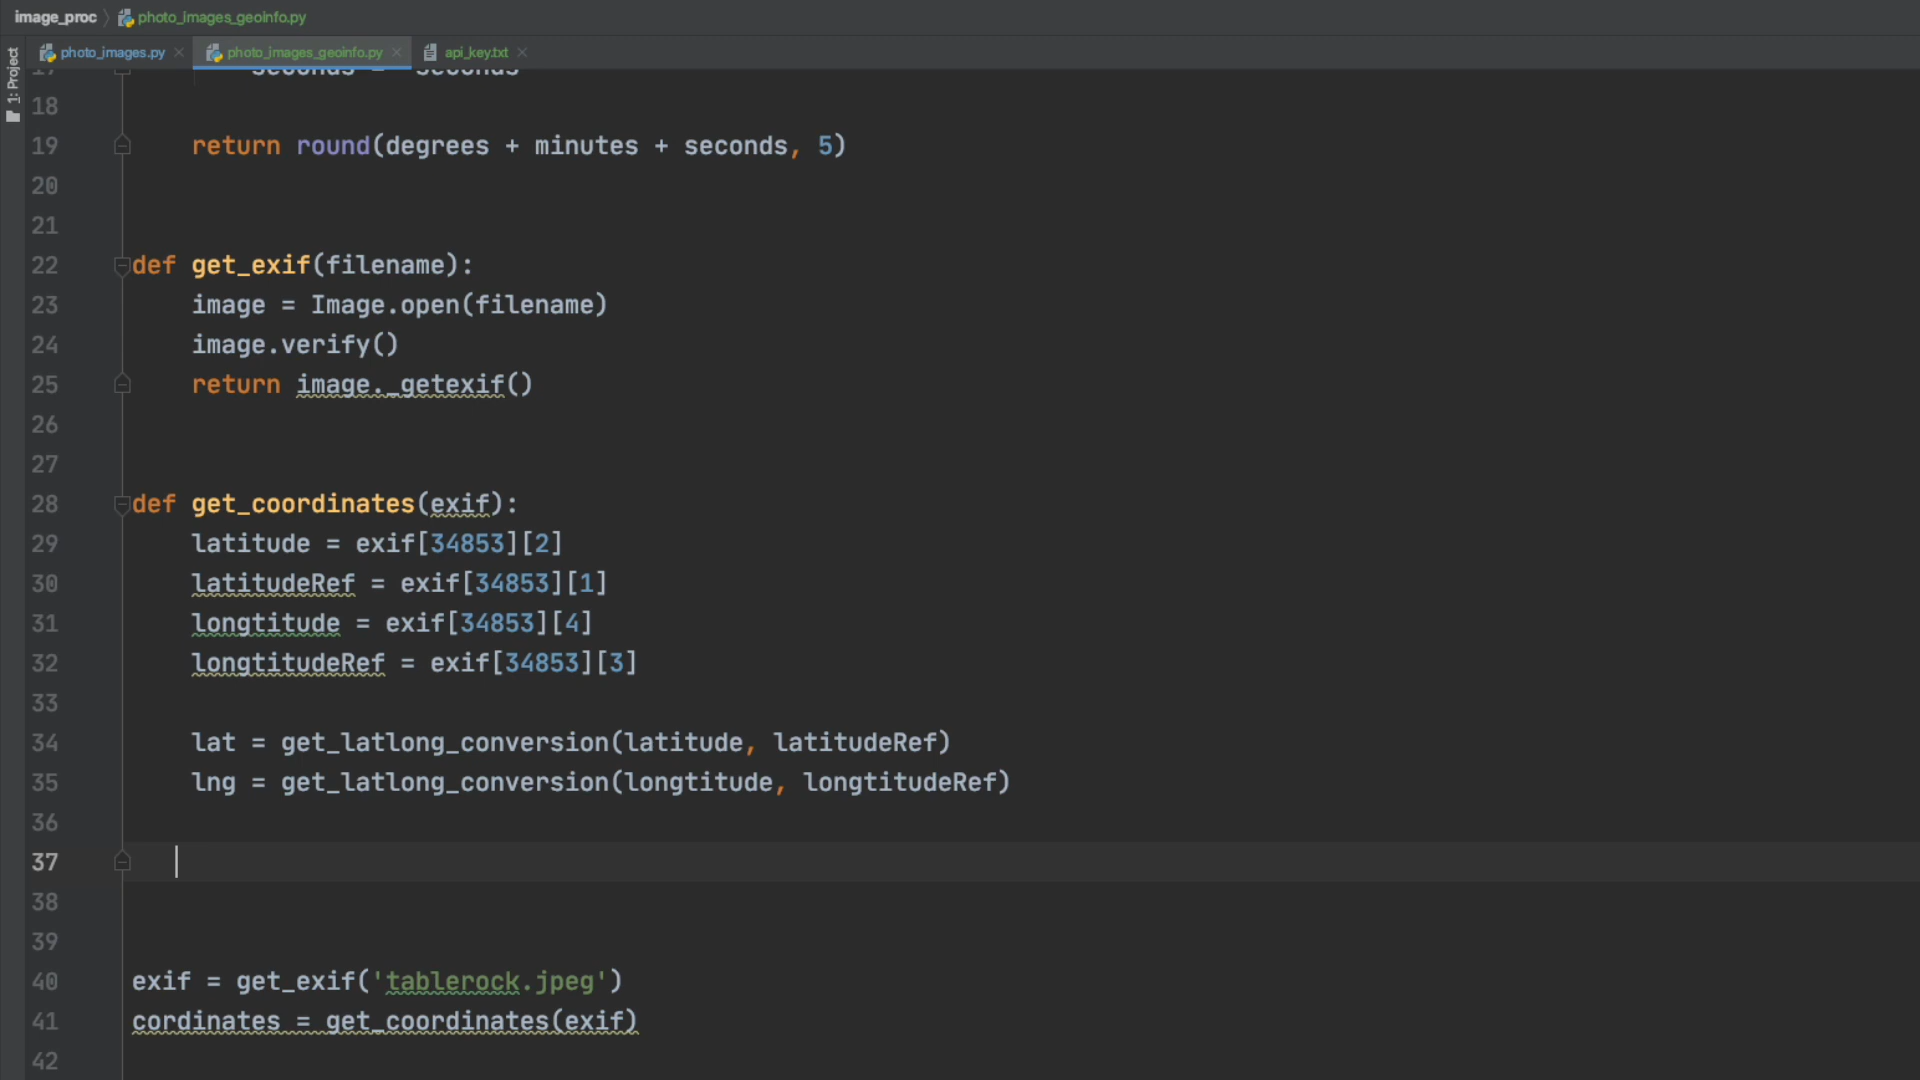 image_proc photo_images_geoinfo.py
photo_images.py photo_images_geoinfo.py api_key.txt
1: Project
17 seconds = seconds
18
19 return round(degrees + minutes + seconds, 5)
20
21
22 def get_exif(filename):
23 image = Image.open(filename)
24 image.verify()
25 return image._getexif()
26
27
28 def get_coordinates(exif):
29 latitude = exif[34853][2]
30 latitudeRef = exif[34853][1]
31 longtitude = exif[34853][4]
32 longtitudeRef = exif[34853][3]
33
34 lat = get_latlong_conversion(latitude, latitudeRef)
35 lng = get_latlong_conversion(longtitude, longtitudeRef)
36
37
38
39
40 exif = get_exif('tablerock.jpeg')
41 cordinates = get_coordinates(exif)
42